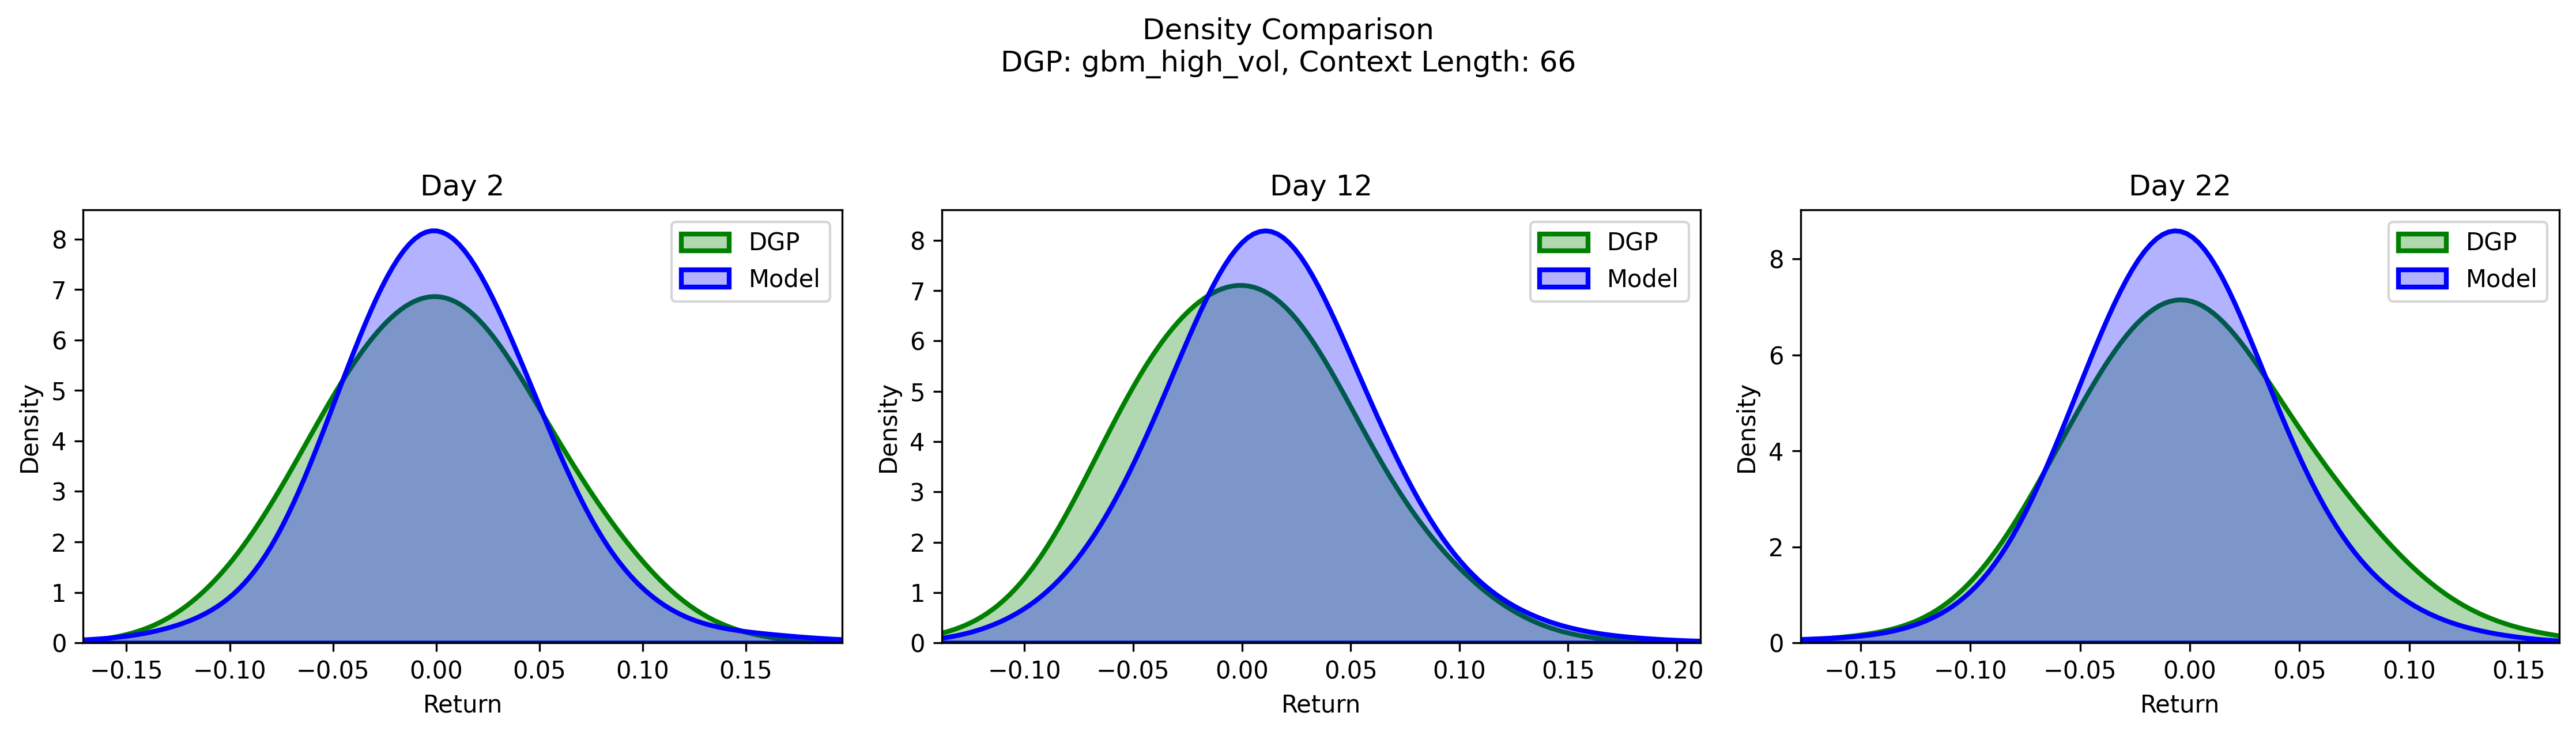 Density Comparison
DGP: gbm_high_vol, Context Length: 66
Day 2
8
7
6
5
4
3
2
1
0
Density
−0.15 −0.10 −0.05 0.00 0.05 0.10 0.15
Return
DGP
Model
Day 12
8
7
6
5
4
3
2
1
0
Density
−0.10 −0.05 0.00 0.05 0.10 0.15 0.20
Return
DGP
Model
Day 22
8
6
4
2
0
Density
−0.15 −0.10 −0.05 0.00 0.05 0.10 0.15
Return
DGP
Model